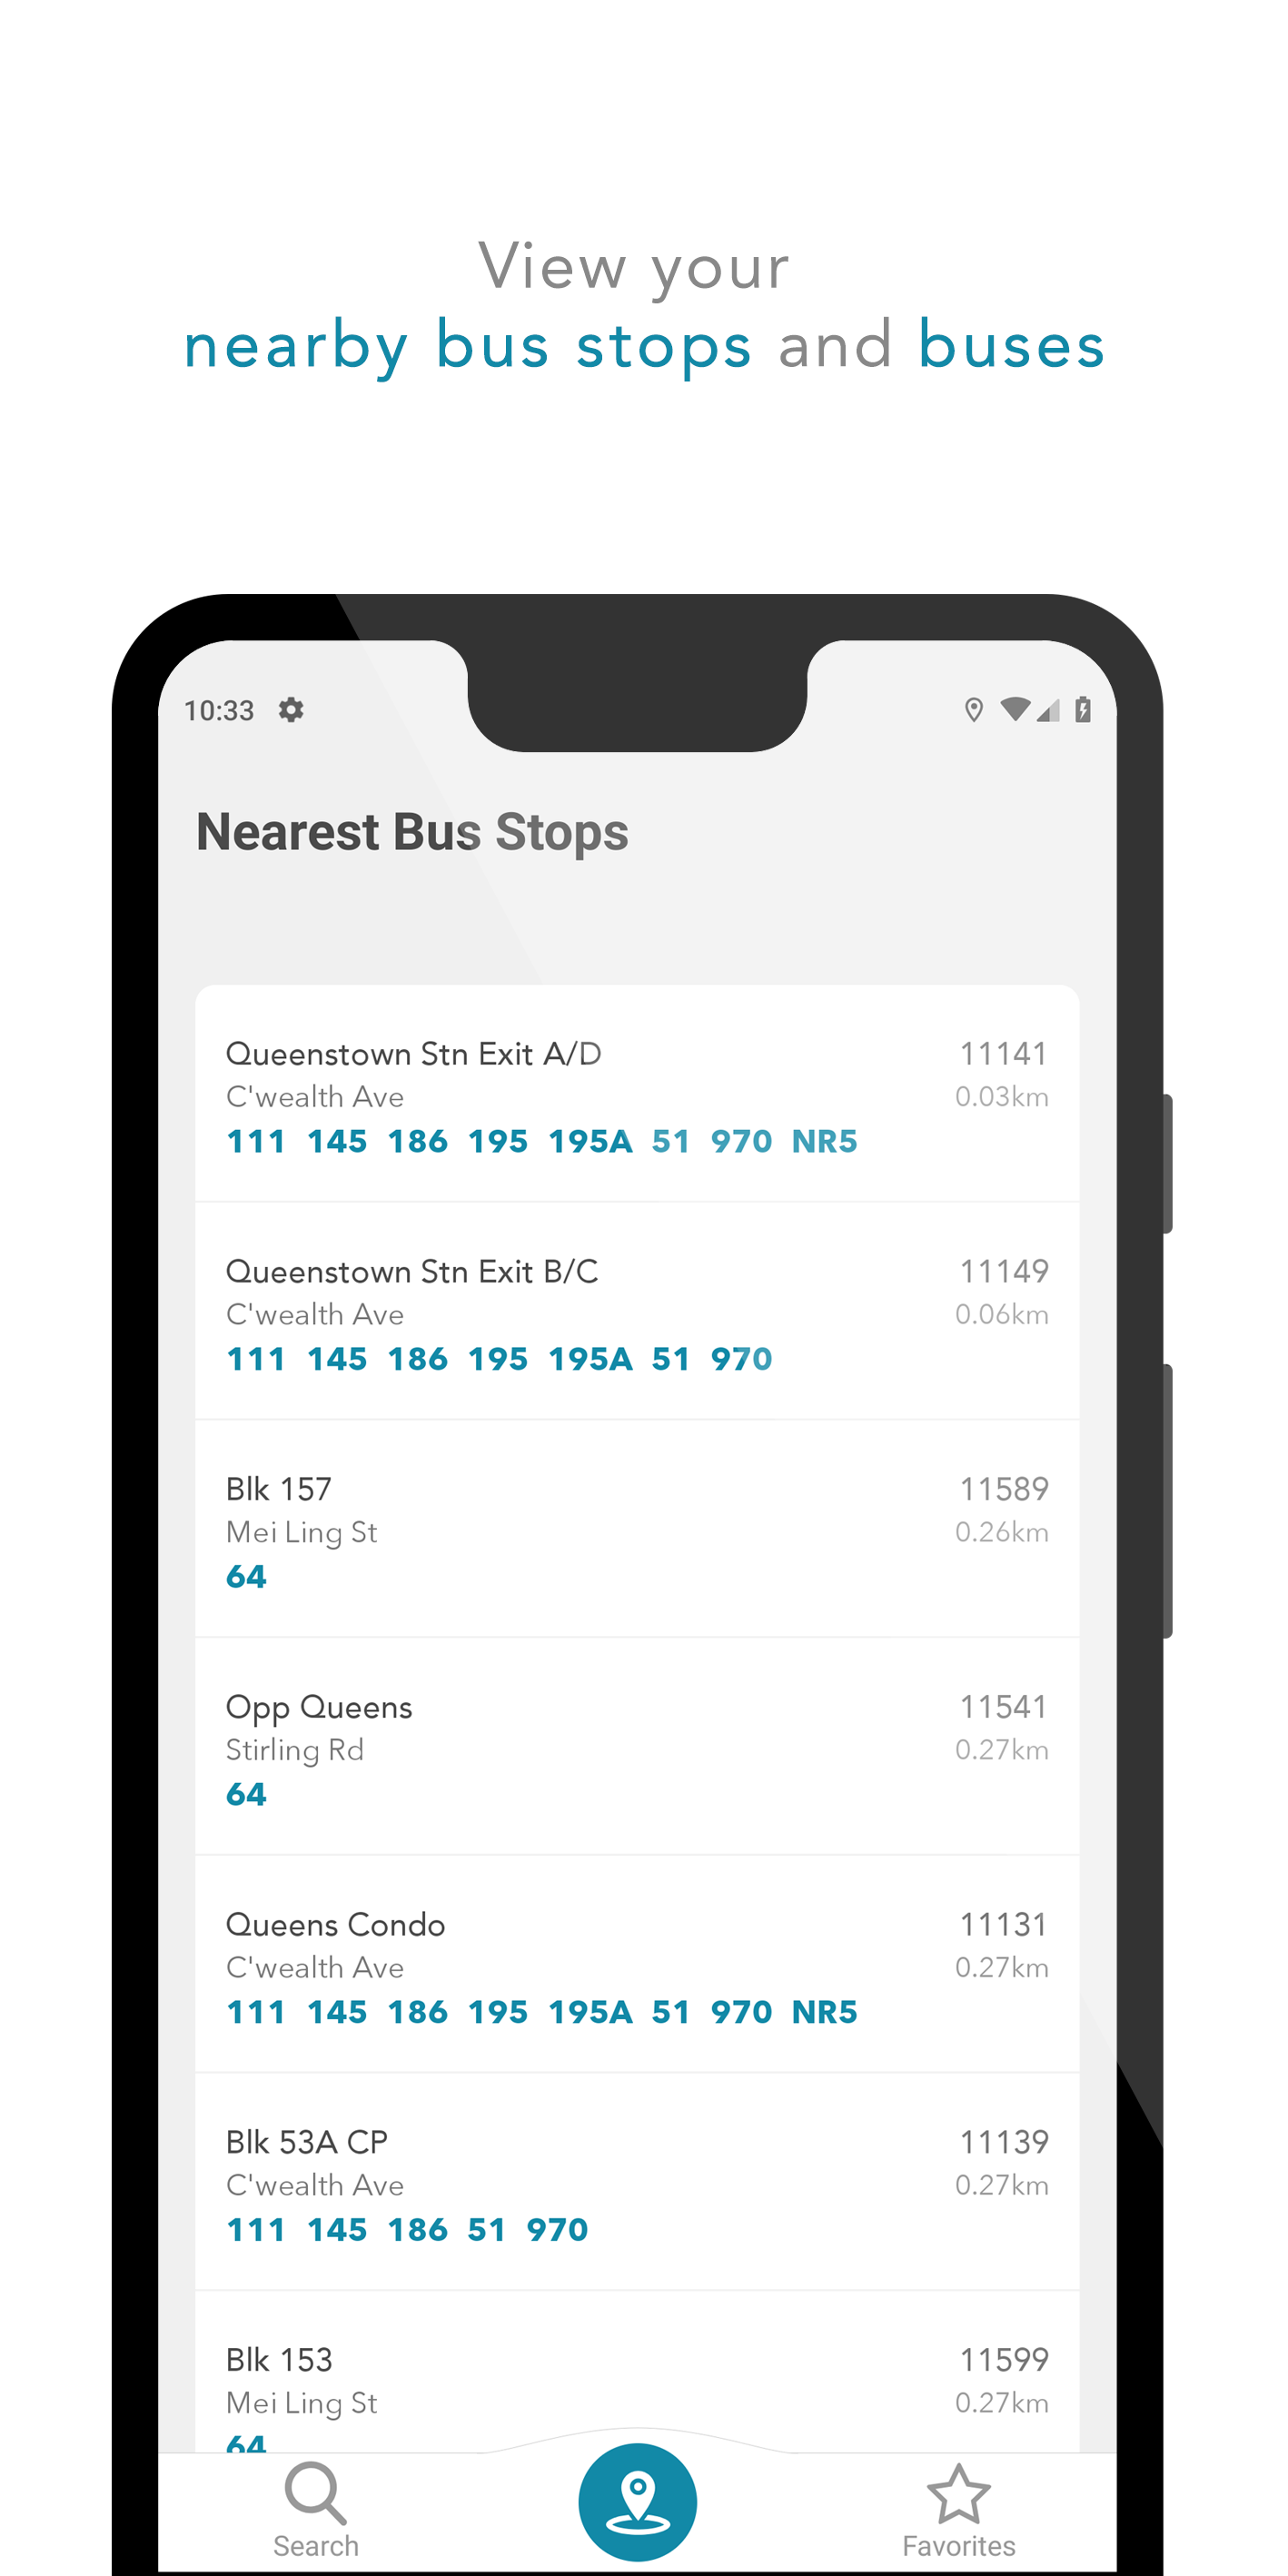 View your
nearby bus stops and buses
10:33
Nearest Bus Stops
Queenstown Stn Exit A/D 11141
C'wealth Ave 0.03km
111 145 186 195 195A 51 970 NR5
Queenstown Stn Exit B/C 11149
C'wealth Ave 0.06km
111 145 186 195 195A 51 970
Blk 157 11589
Mei Ling St 0.26km
64
Opp Queens 11541
Stirling Rd 0.27km
64
Queens Condo 11131
C'wealth Ave 0.27km
111 145 186 195 195A 51 970 NR5
Blk 53A CP 11139
C'wealth Ave 0.27km
111 145 186 51 970
Blk 153 11599
Mei Ling St 0.27km
64
Search Favorites